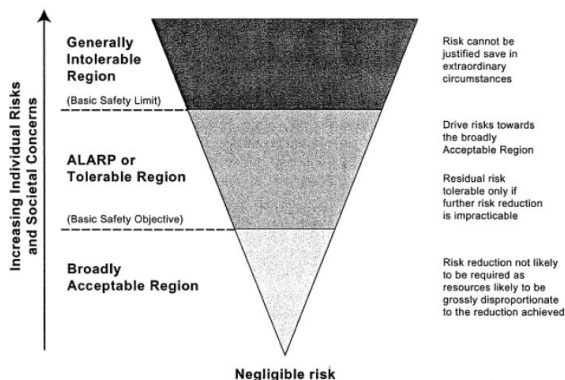 Increasing Individual Risks
and Societal Concerns
Generally
Intolerable
Region
(Basic Safety Limit)
Risk cannot be
justified save in
extraordinary
circumstances
ALARP or
Tolerable Region
(Basic Safety Objective)
Drive risks towards
the broadly
Acceptable Region
Residual risk
tolerable only if
further risk reduction
is impracticable
Broadly
Acceptable Region
Risk reduction not likely
to be required as
resources likely to be
grossly disproportionate
to the reduction achieved
Negligible risk